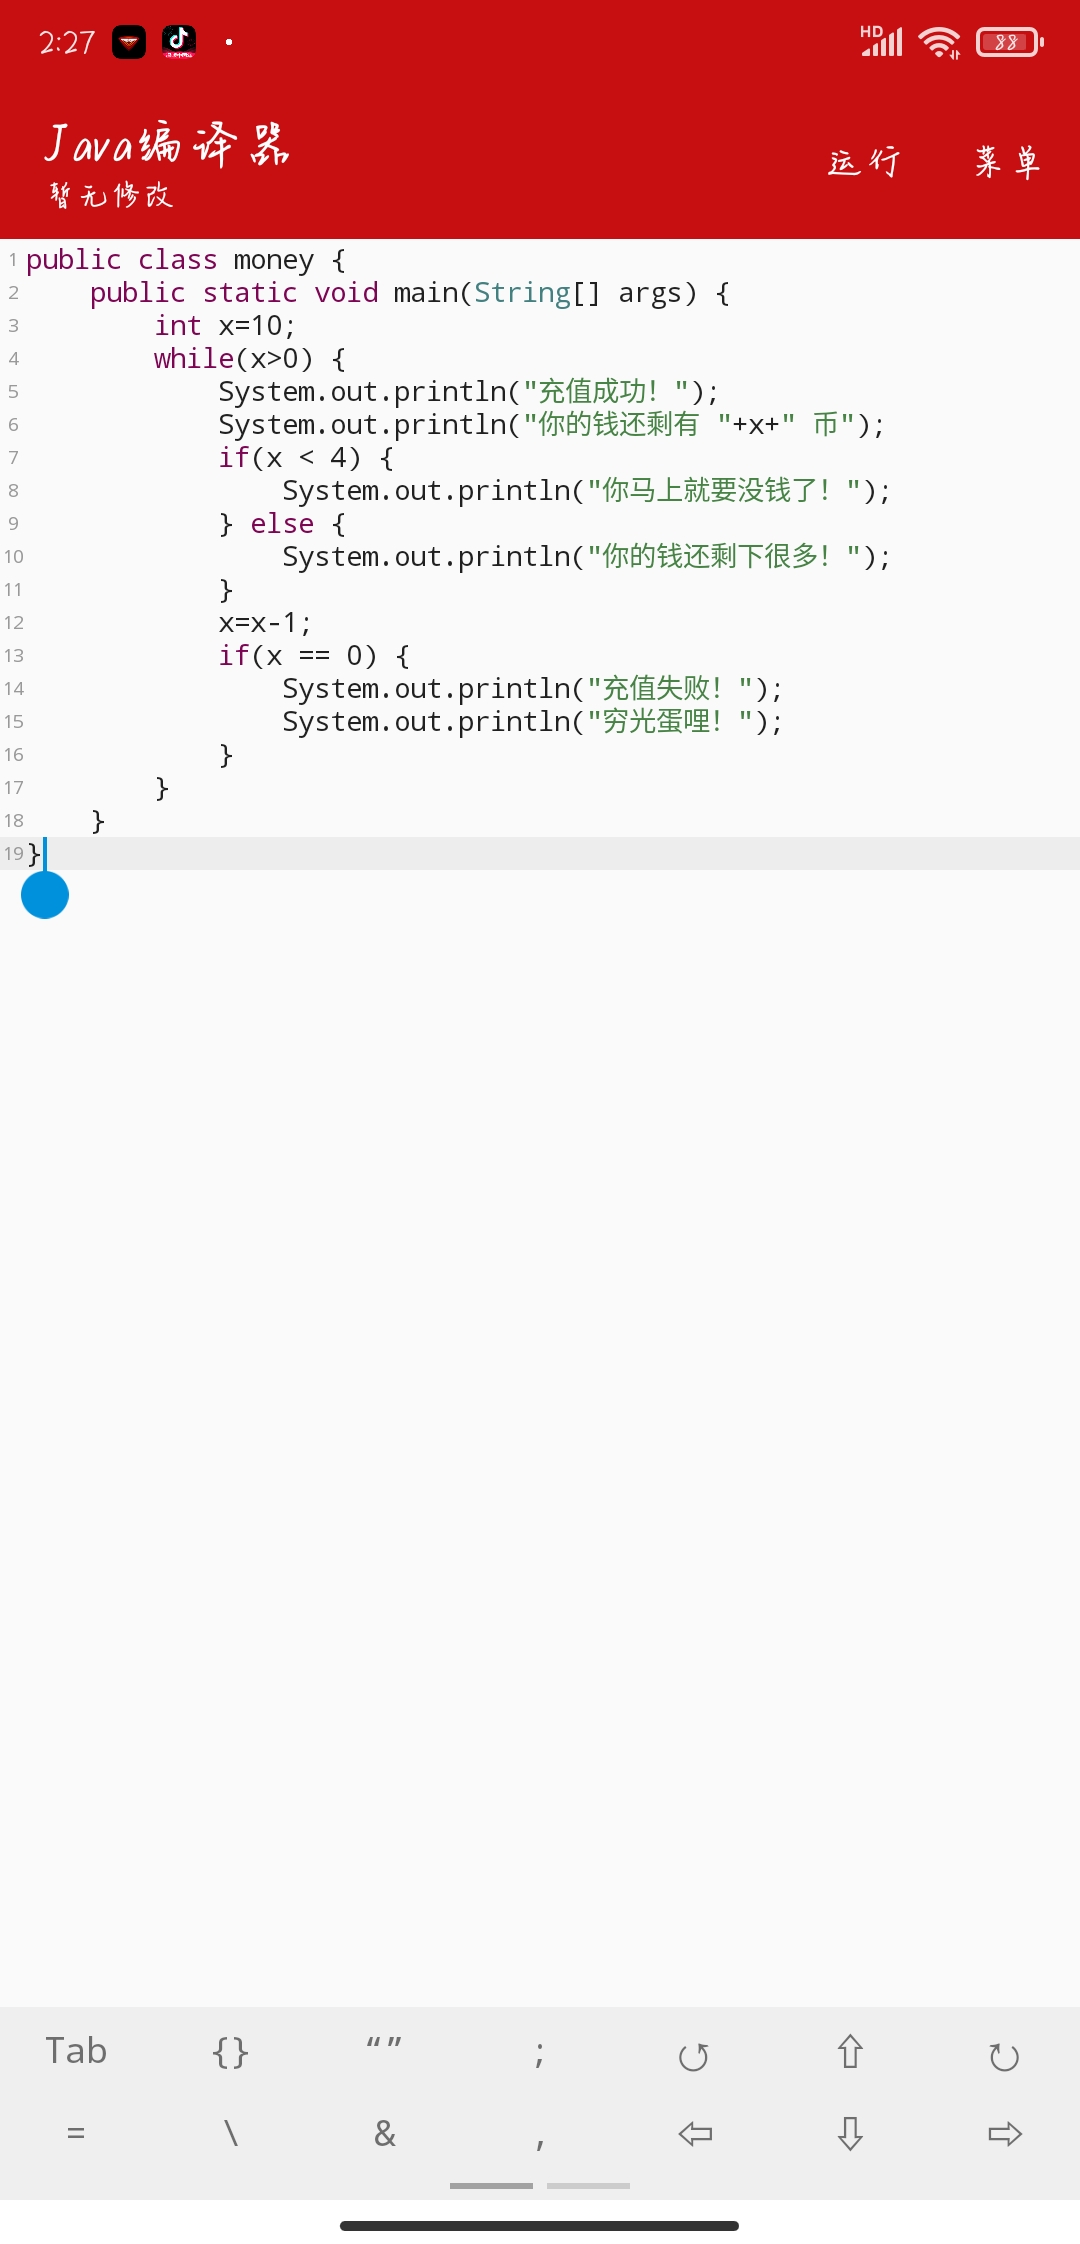 2:27
HD
88
Java编译器
暂无修改
运行
菜单
1 public class money {
2     public static void main(String[] args) {
3         int x=10;
4         while(x>0) {
5             System.out.println("充值成功！");
6             System.out.println("你的钱还剩有 "+x+" 币");
7             if(x < 4) {
8                 System.out.println("你马上就要没钱了！");
9             } else {
10                 System.out.println("你的钱还剩下很多！");
11             }
12             x=x-1;
13             if(x == 0) {
14                 System.out.println("充值失败！");
15                 System.out.println("穷光蛋哩！");
16             }
17         }
18     }
19 }
Tab {} “” ;
= \ & ,